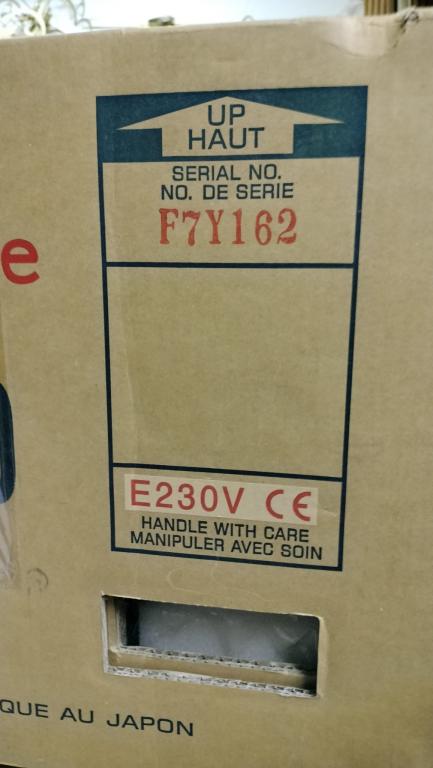 UP
HAUT
SERIAL NO.
NO. DE SERIE
F7Y162
e
E230V CE
HANDLE WITH CARE
MANIPULER AVEC SOIN
QUE AU JAPON